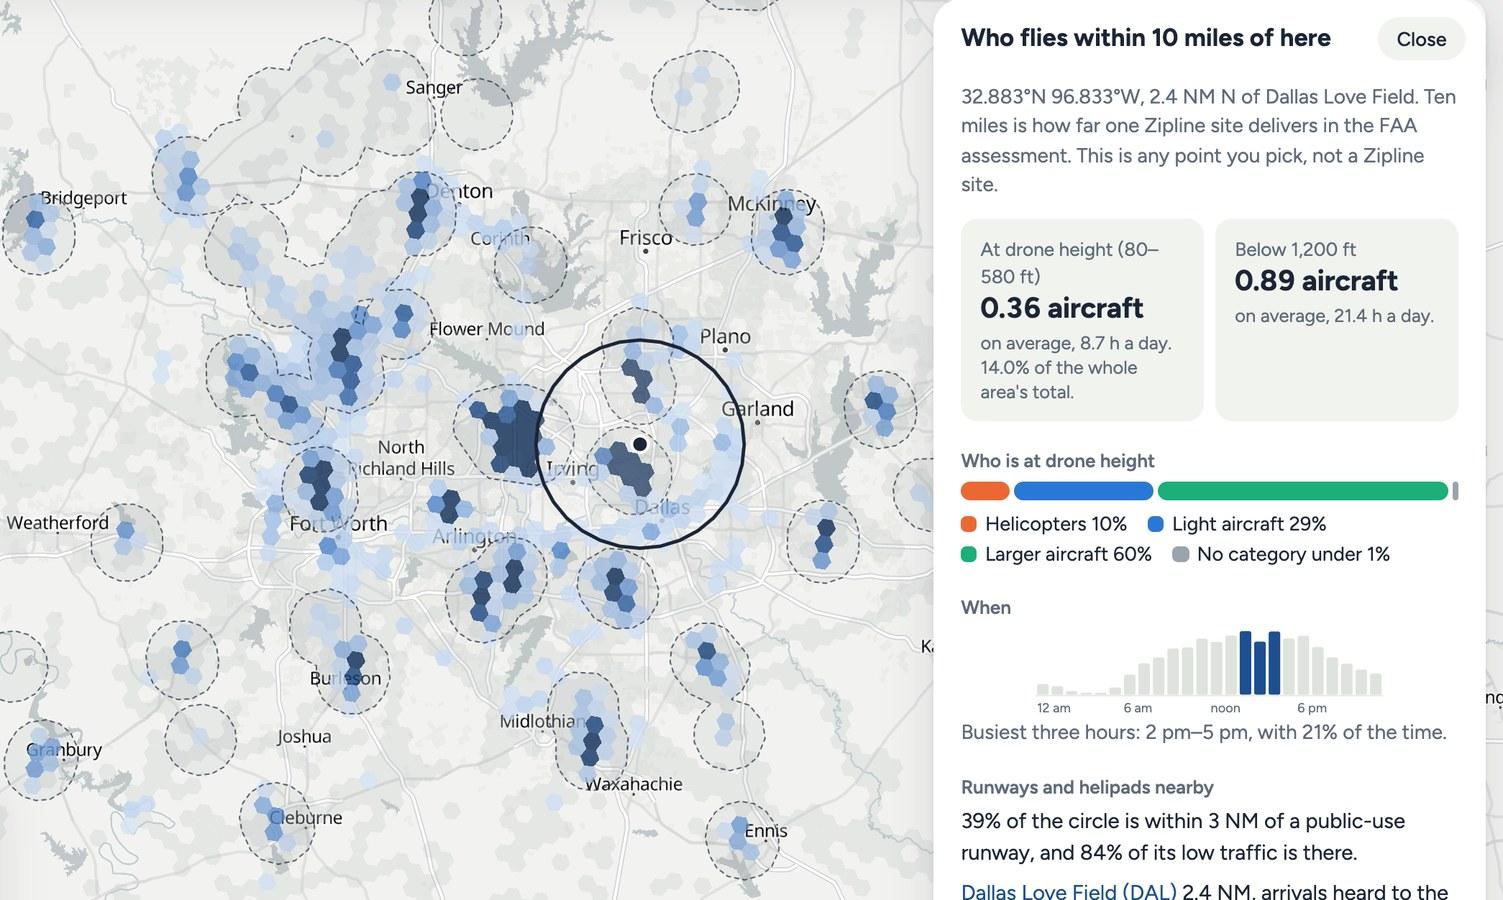 Who flies within 10 miles of here
Close
32.883°N 96.833°W, 2.4 NM N of Dallas Love Field. Ten
miles is how far one Zipline site delivers in the FAA
assessment. This is any point you pick, not a Zipline
site.
At drone height (80–
580 ft)
0.36 aircraft
on average, 8.7 h a day.
14.0% of the whole
area's total.
Below 1,200 ft
0.89 aircraft
on average, 21.4 h a day.
Who is at drone height
Helicopters 10%
Light aircraft 29%
Larger aircraft 60%
No category under 1%
When
12 am
6 am
noon
6 pm
Busiest three hours: 2 pm–5 pm, with 21% of the time.
Runways and helipads nearby
39% of the circle is within 3 NM of a public-use
runway, and 84% of its low traffic is there.
Dallas Love Field (DAL) 2.4 NM, arrivals heard to the
Sanger
Bridgeport
Denton
McKinney
Corinth
Frisco
Flower Mound
Plano
Garland
North
Richland Hills
Irving
Dallas
Weatherford
Fort Worth
Arlington
Burleson
Midlothian
Joshua
Granbury
Waxahachie
Cleburne
Ennis